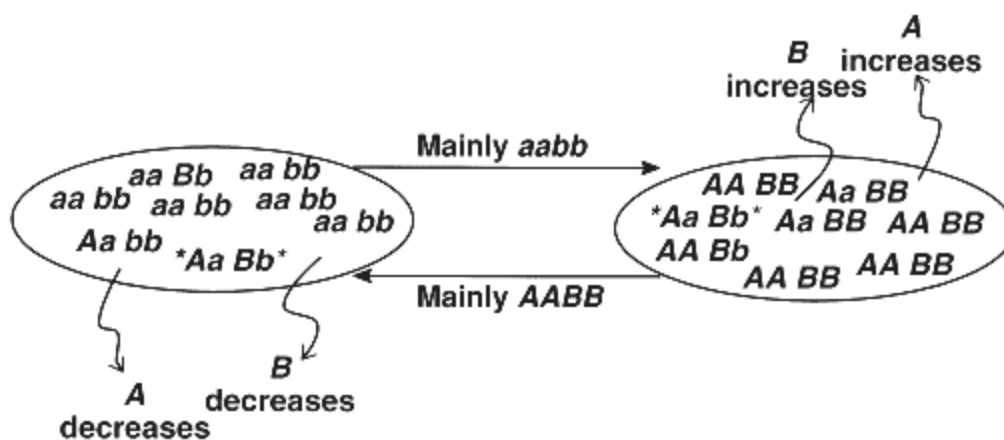 A
increases
B
increases
Mainly aabb
aa Bb
aa bb
aa bb
aa bb
aa bb
aa bb
Aa bb
*Aa Bb*
AA BB
Aa BB
*Aa Bb*
Aa BB
AA BB
AA Bb
AA BB
AA BB
Mainly AABB
A
decreases
B
decreases